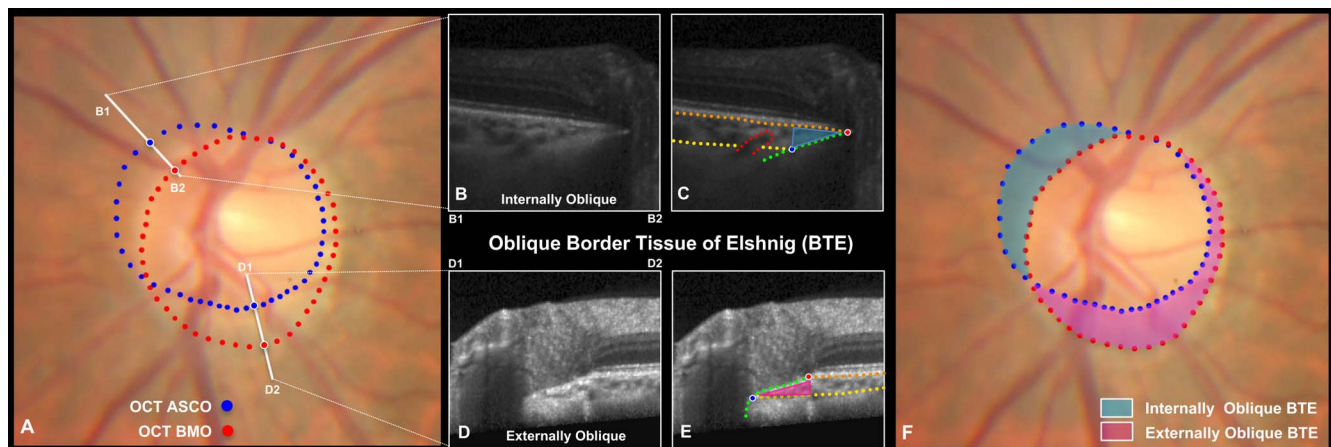 B1
B2
D1
D2
A
OCT ASCO
OCT BMO
B
Internally Oblique
C
B1
B2
Oblique Border Tissue of Elshnig (BTE)
D1
D2
D
Externally Oblique
E
Internally Oblique BTE
Externally Oblique BTE
F